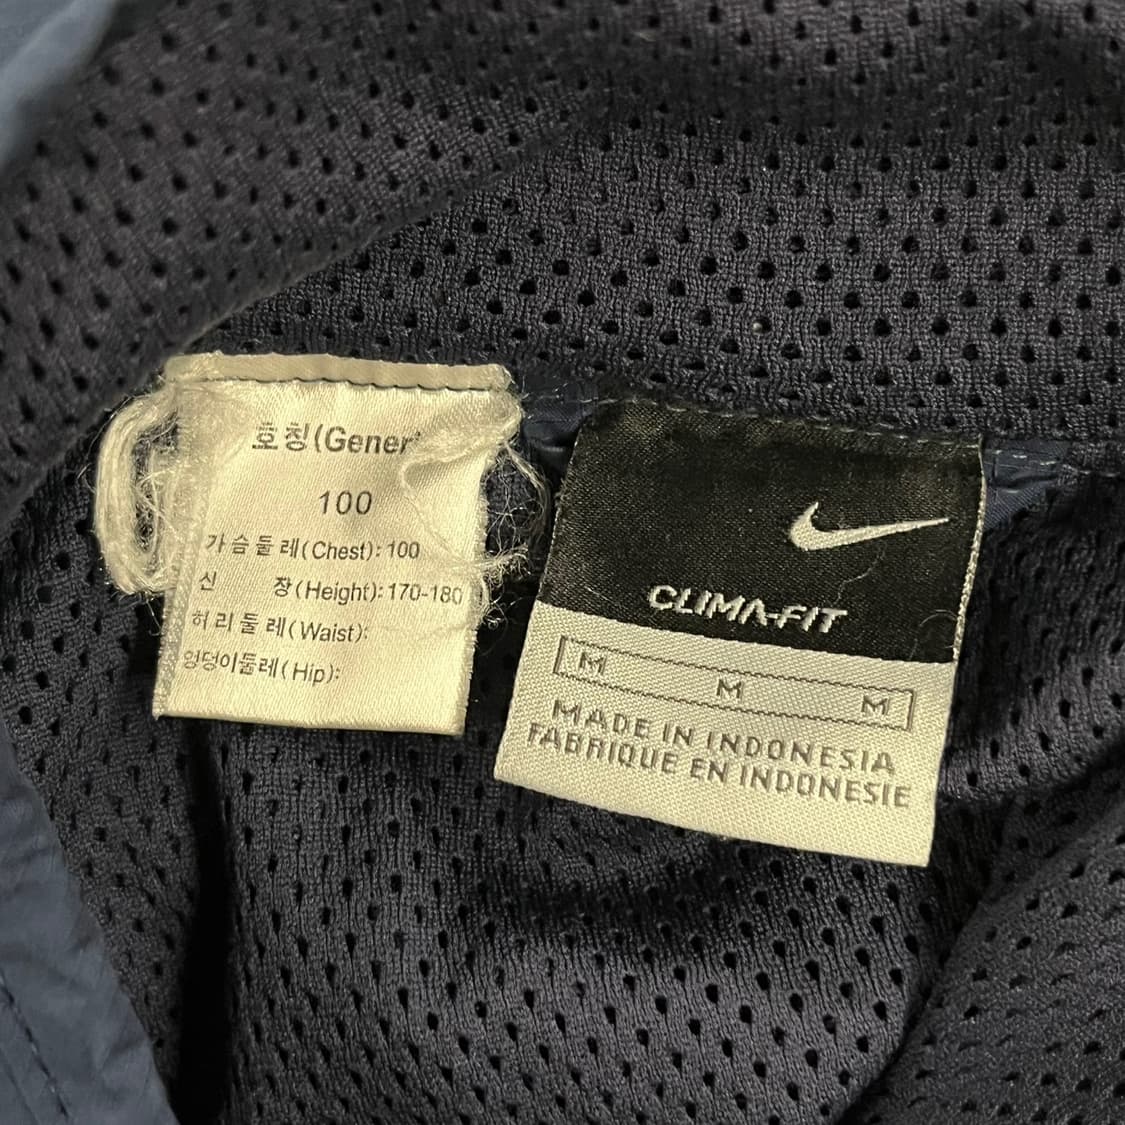 호칭(Gener
100
가슴둘레(Chest): 100
신 장(Height): 170-180
허리둘레(Waist):
엉덩이둘레(Hip):
CLIMA-FIT
M M M
MADE IN INDONESIA
FABRIQUE EN INDONESIE